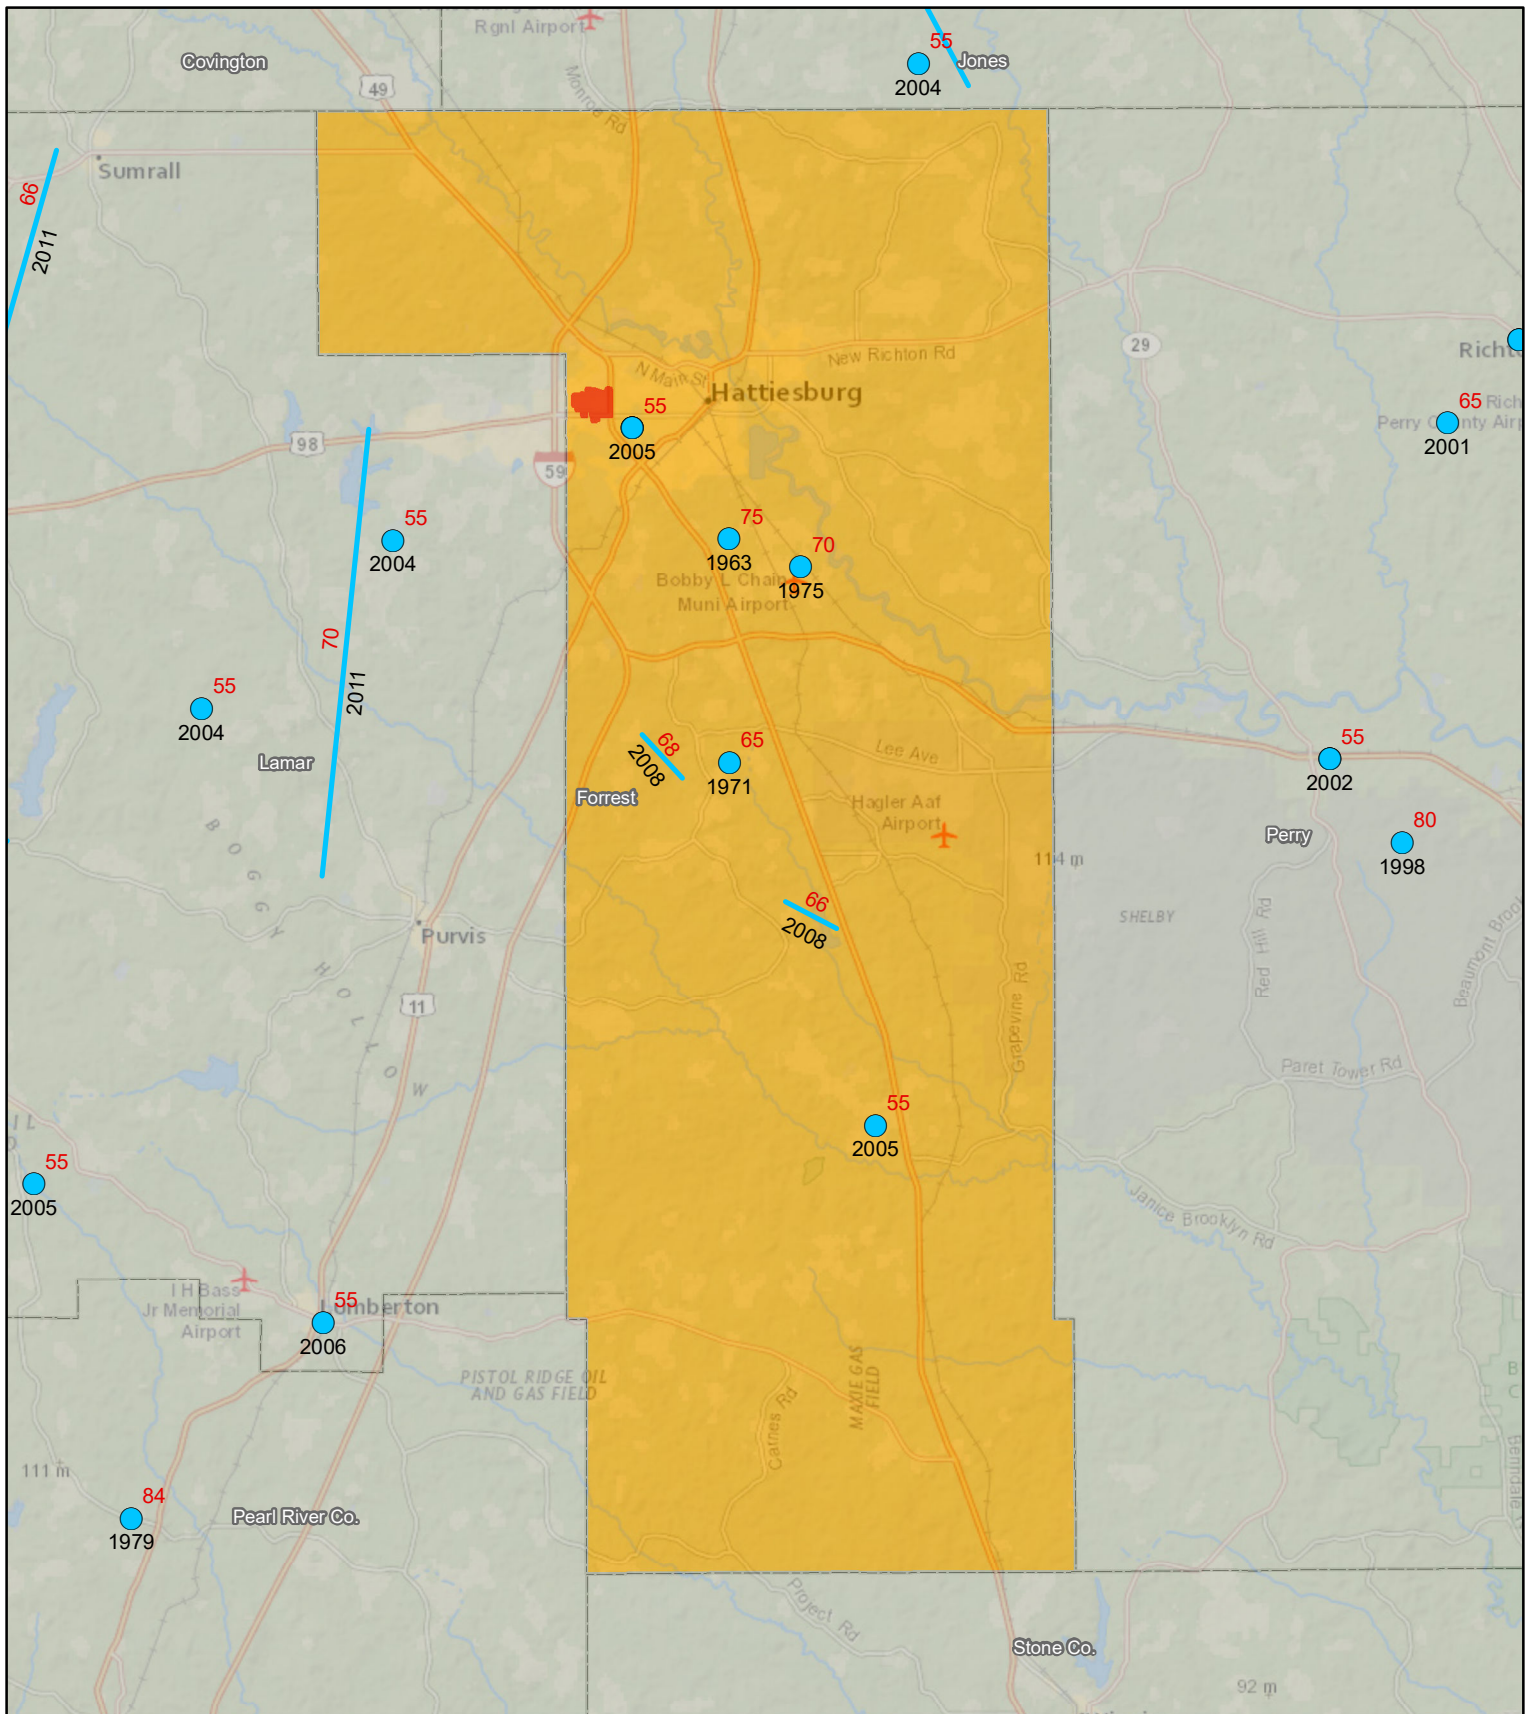 Rgnl Airport
Covington
49
Monroe Rd
55
Jones
2004
Sumrall
66
2011
29
New Richton Rd
N Main St
Hattiesburg
55
2005
65
Perry County
2001
98
59
55
2004
75
1963
70
1975
Bobby L Chain
Muni Airport
70
2011
55
2004
Lamar
68
2008
65
1971
Lee Ave
Forrest
Hagler Aaf
Airport
55
2002
Perry
80
1998
114 m
BOGGY HOLLOW
66
2008
SHELBY
Red Hill Rd
Beaumont Brook
Purvis
11
Grapevine Rd
Paret Tower Rd
55
2005
55
2005
Janice Brooklyn Rd
I H Bass
Jr Memorial
Airport
55
Lumberton
2006
PISTOL RIDGE OIL
AND GAS FIELD
MAXIE GAS
FIELD
Carnes Rd
111 m
84
1979
Pearl River Co.
Project Rd
Stone Co.
92 m